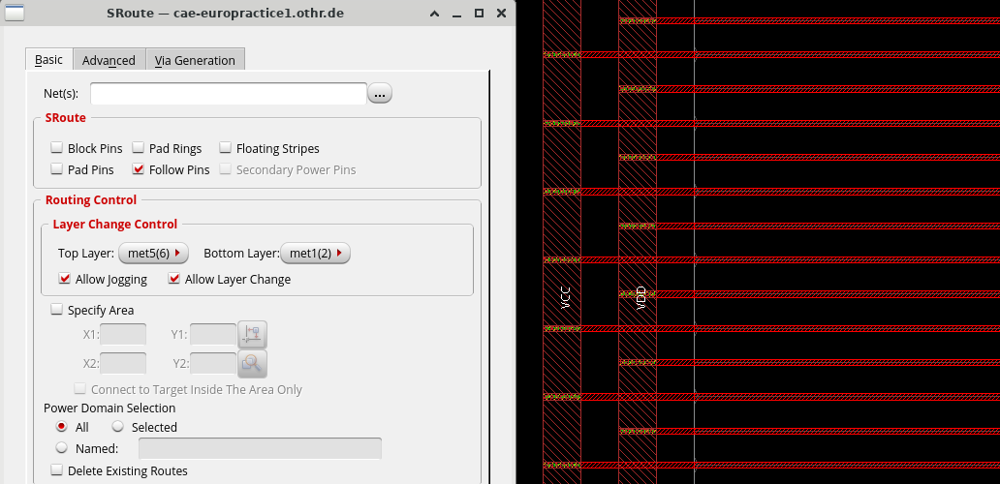 SRoute — cae-europractice1.othr.de
Basic Advanced Via Generation
Net(s): ...
SRoute
Block Pins Pad Rings Floating Stripes
Pad Pins Follow Pins Secondary Power Pins
Routing Control
Layer Change Control
Top Layer: met5(6) Bottom Layer: met1(2)
Allow Jogging Allow Layer Change
Specify Area
X1: Y1:
X2: Y2:
Connect to Target Inside The Area Only
Power Domain Selection
All Selected
Named:
Delete Existing Routes
VCC
VDD